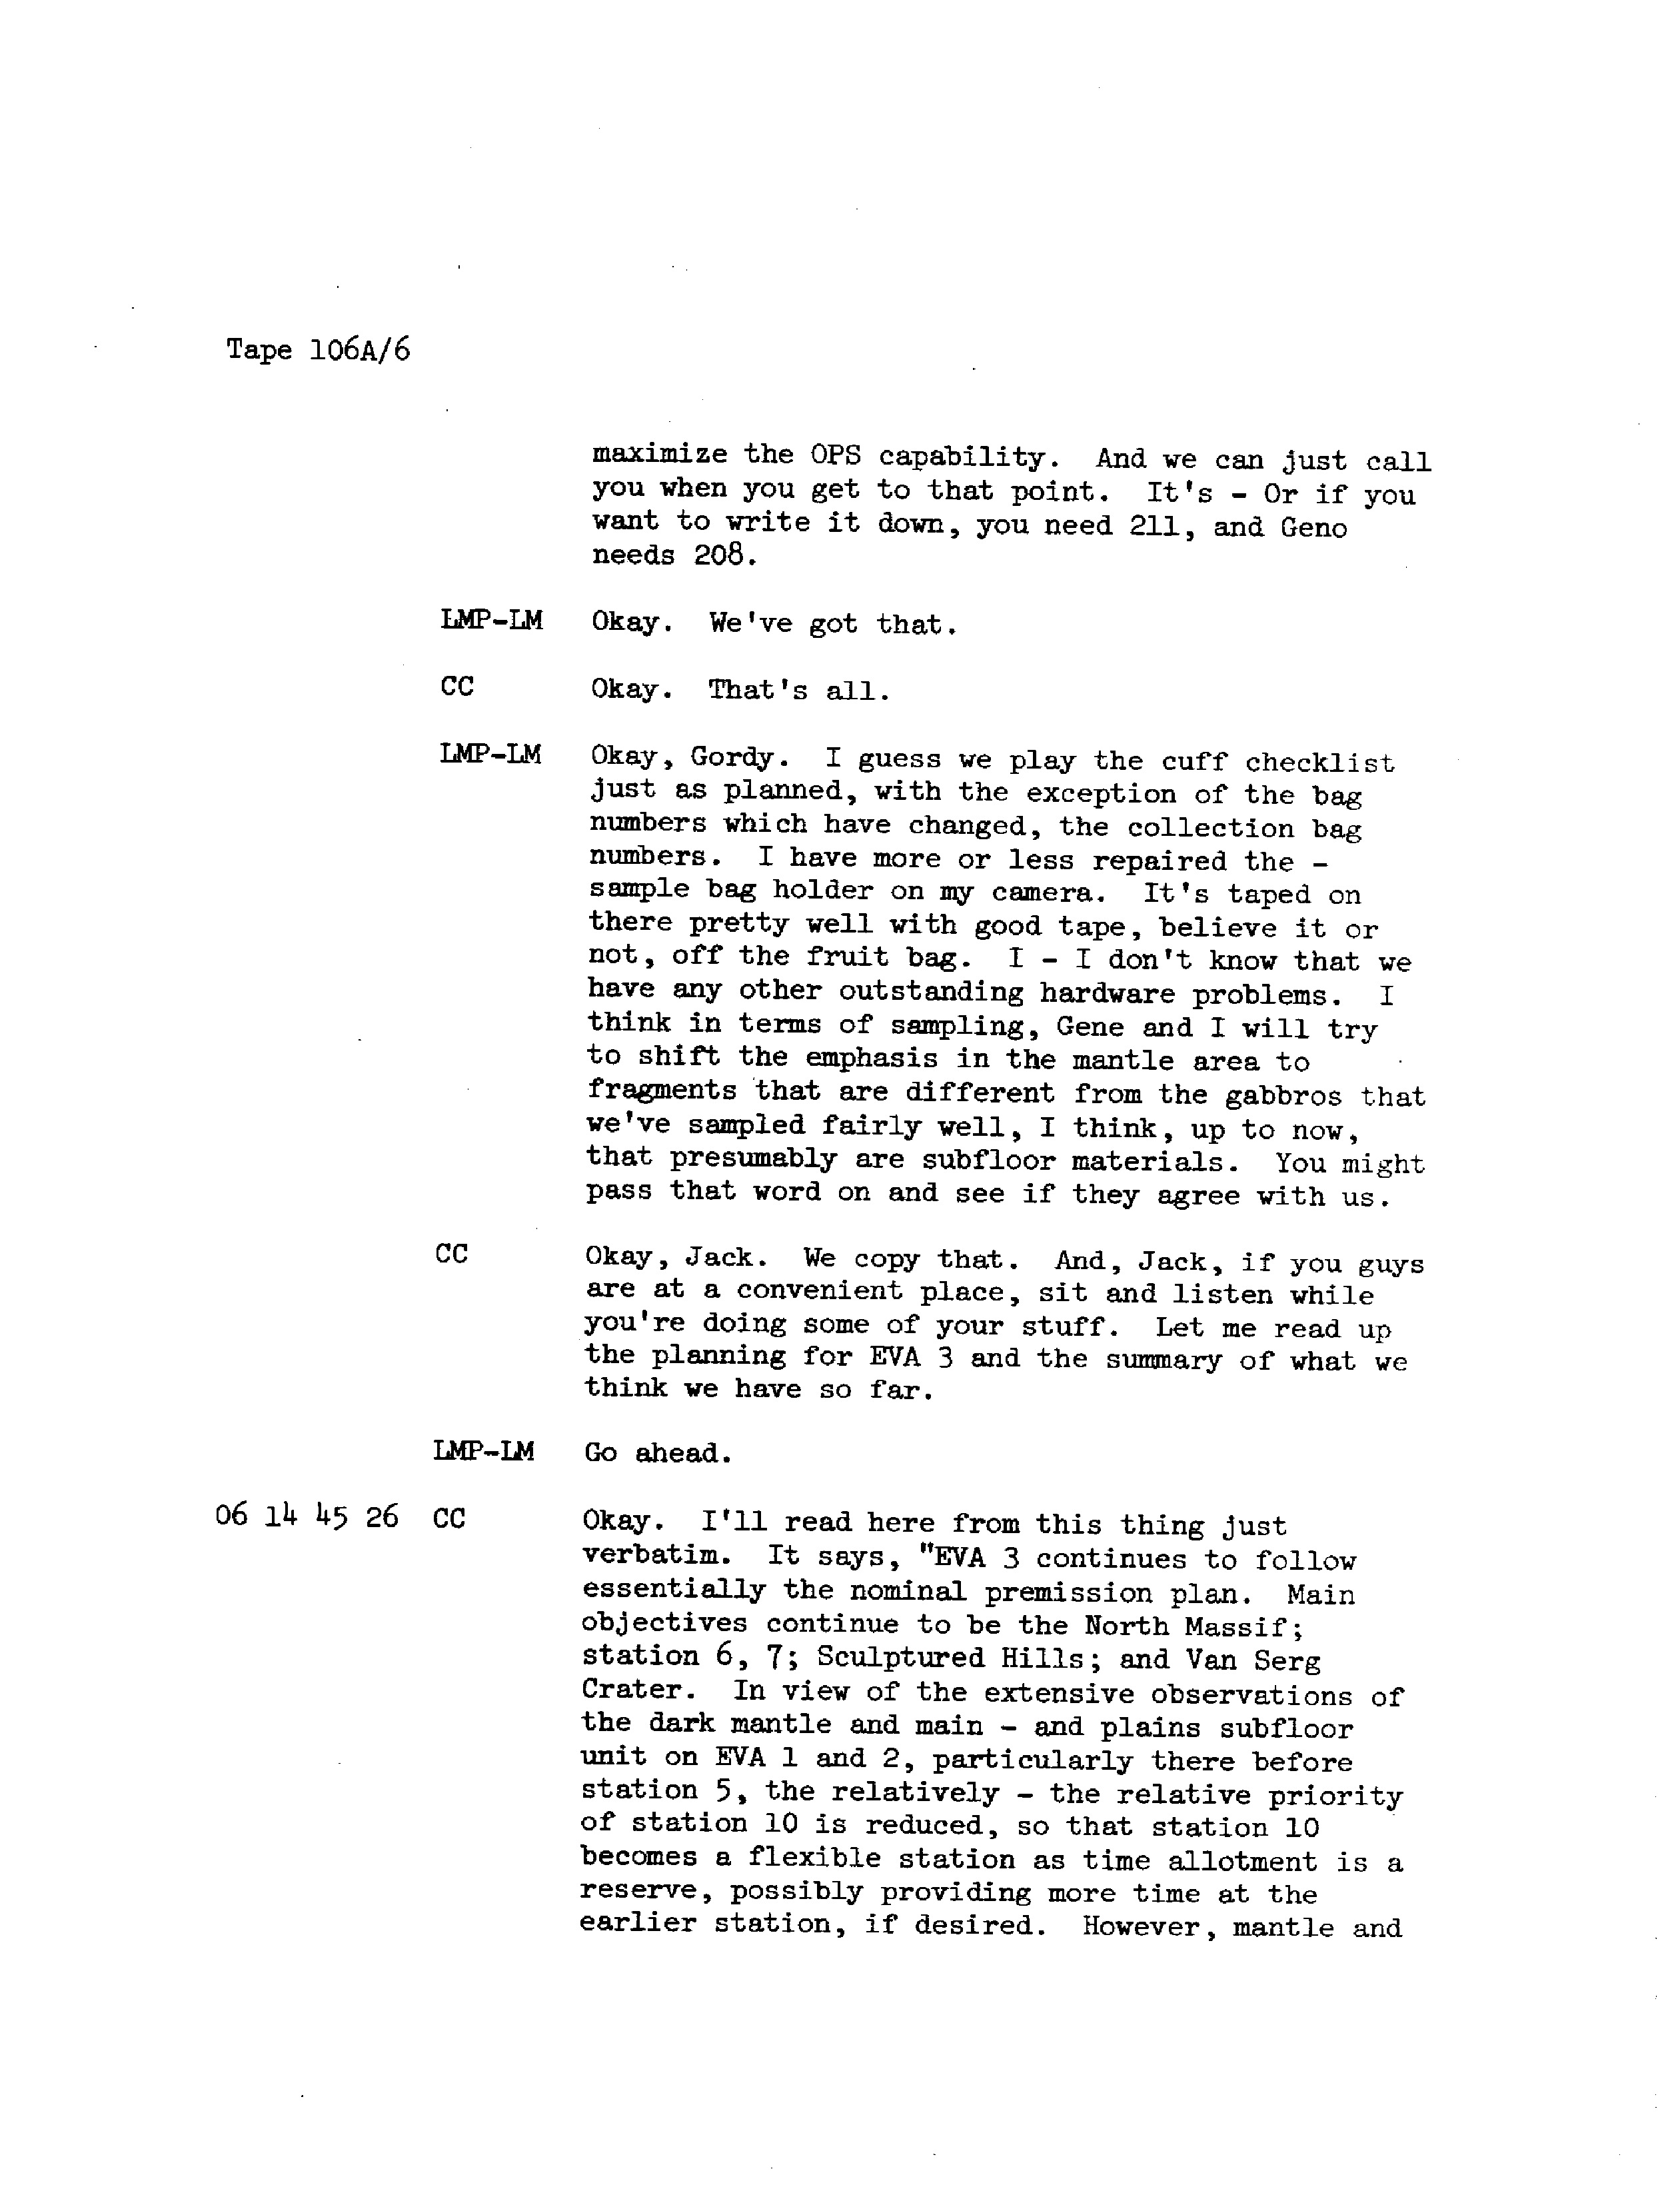 Tape 106A/6
maximize the OPS capability. And we can just call
you when you get to that point. It's - Or if you
want to write it down, you need 211, and Geno
needs 208.
LMP-LM Okay. We've got that.
CC Okay. That's all.
LMP-LM Okay, Gordy. I guess we play the cuff checklist
just as planned, with the exception of the bag
numbers which have changed, the collection bag
numbers. I have more or less repaired the -
sample bag holder on my camera. It's taped on
there pretty well with good tape, believe it or
not, off the fruit bag. I - I don't know that we
have any other outstanding hardware problems. I
think in terms of sampling, Gene and I will try
to shift the emphasis in the mantle area to
fragments that are different from the gabbros that
we've sampled fairly well, I think, up to now,
that presumably are subfloor materials. You might
pass that word on and see if they agree with us.
CC Okay, Jack. We copy that. And, Jack, if you guys
are at a convenient place, sit and listen while
you're doing some of your stuff. Let me read up
the planning for EVA 3 and the summary of what we
think we have so far.
LMP-LM Go ahead.
06 14 45 26 CC Okay. I'll read here from this thing just
verbatim. It says, "EVA 3 continues to follow
essentially the nominal premission plan. Main
objectives continue to be the North Massif;
station 6, 7; Sculptured Hills; and Van Serg
Crater. In view of the extensive observations of
the dark mantle and main - and plains subfloor
unit on EVA 1 and 2, particularly there before
station 5, the relatively - the relative priority
of station 10 is reduced, so that station 10
becomes a flexible station as time allotment is a
reserve, possibly providing more time at the
earlier station, if desired. However, mantle and